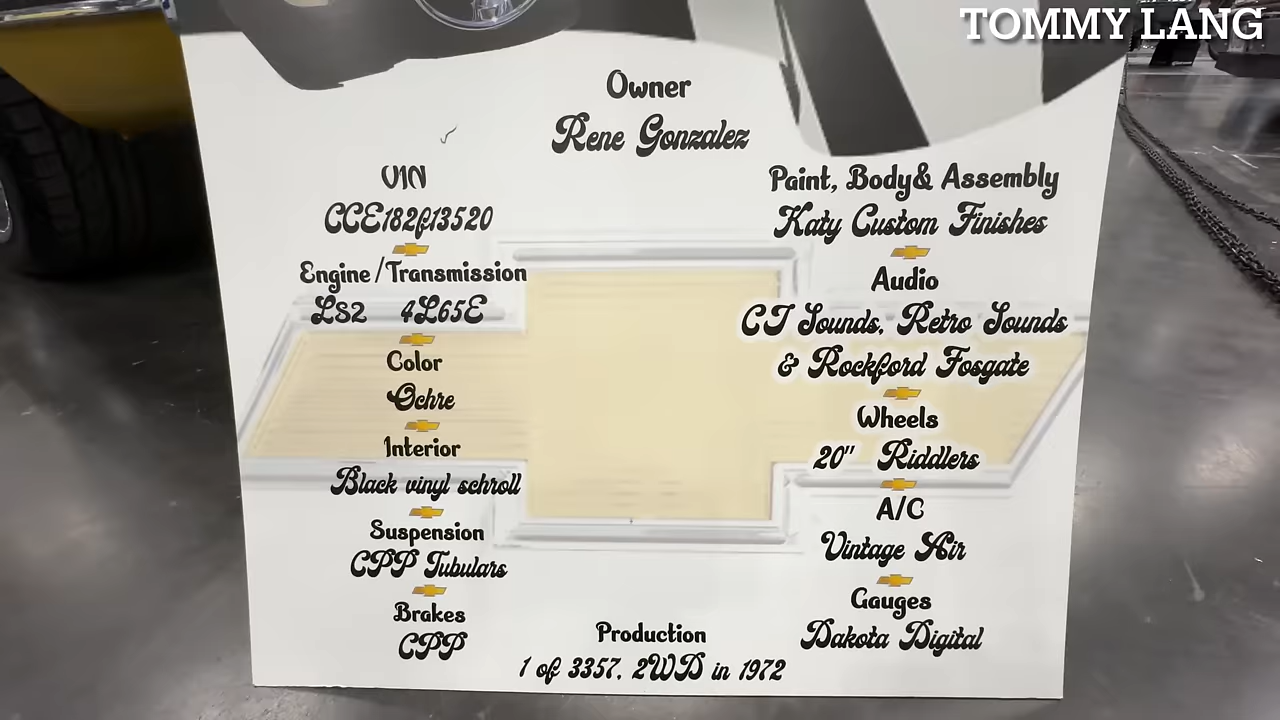 TOMMY LANG
Owner
Rene Gonzalez
VIN
CCE182f13520
Engine/Transmission
LS2 4L65E
Color
Ochre
Interior
Black vinyl schroll
Suspension
CPP Tubulars
Brakes
CPP
Paint, Body& Assembly
Katy Custom Finishes
Audio
CT Sounds, Retro Sounds
& Rockford Fosgate
Wheels
20" Riddlers
A/C
Vintage Air
Gauges
Dakota Digital
Production
1 of 3357, 2WD in 1972